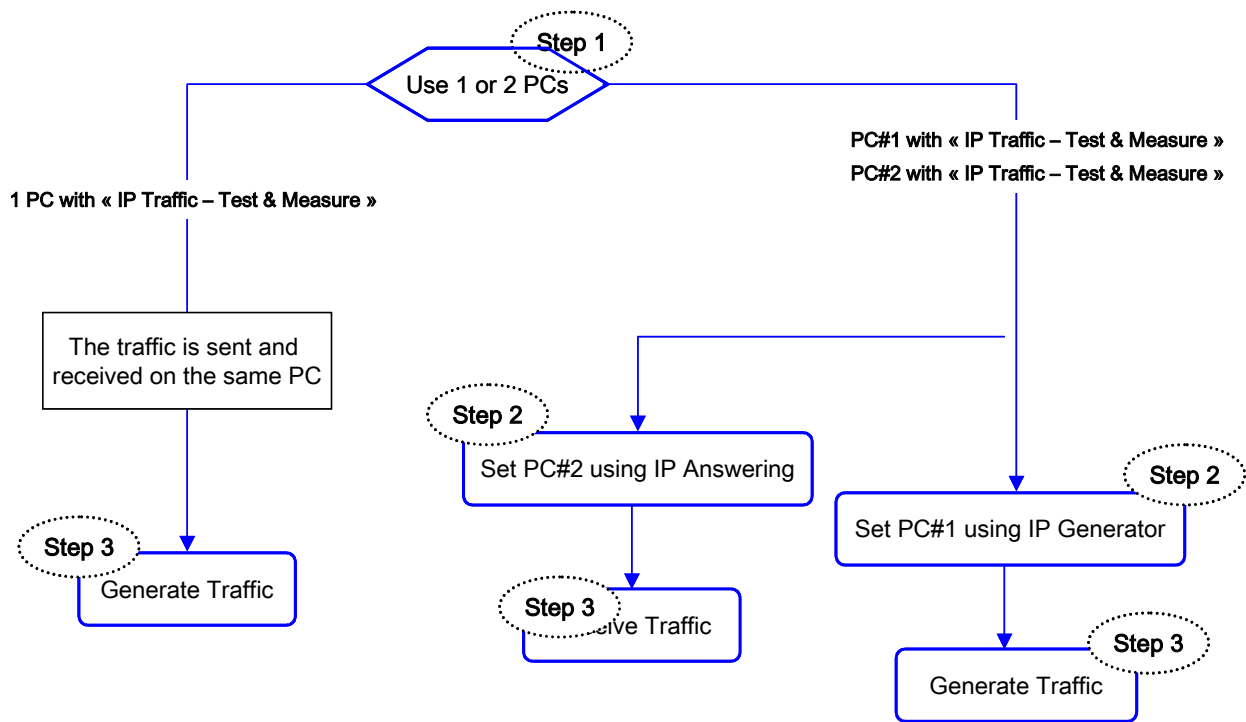 Step 1
Use 1 or 2 PCs
PC#1 with « IP Traffic – Test & Measure »
PC#2 with « IP Traffic – Test & Measure »
1 PC with « IP Traffic – Test & Measure »
The traffic is sent and
received on the same PC
Step 2
Set PC#2 using IP Answering
Step 2
Set PC#1 using IP Generator
Step 3
Generate Traffic
Step 3
Traffic
Step 3
Generate Traffic